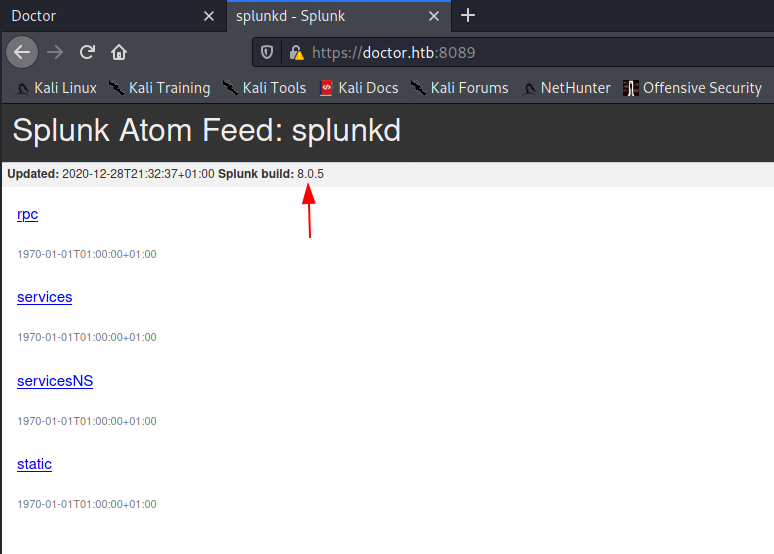 Doctor
splunkd - Splunk
https://doctor.htb:8089
Kali Linux Kali Training Kali Tools Kali Docs Kali Forums NetHunter Offensive Security
Splunk Atom Feed: splunkd
Updated: 2020-12-28T21:32:37+01:00 Splunk build: 8.0.5
rpc
1970-01-01T01:00:00+01:00
services
1970-01-01T01:00:00+01:00
servicesNS
1970-01-01T01:00:00+01:00
static
1970-01-01T01:00:00+01:00